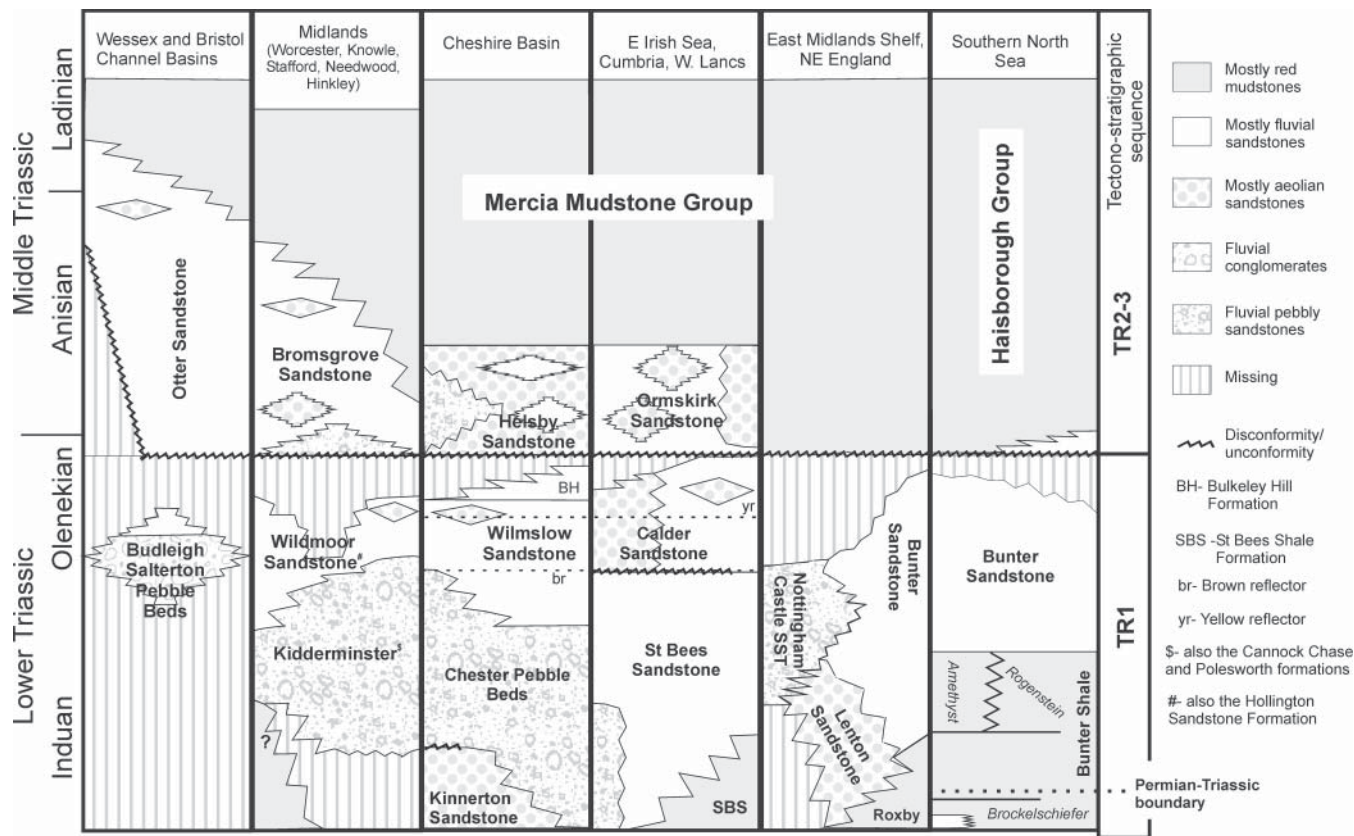 Wessex and Bristol
Channel Basins
Midlands
(Worcester, Knowle,
Stafford, Needwood,
Hinkley)
Cheshire Basin
E Irish Sea,
Cumbria, W. Lancs
East Midlands Shelf,
NE England
Southern North
Sea
Tectono-stratigraphic
sequence
Middle Triassic
Ladinian
Anisian
Lower Triassic
Olenekian
Induan
Mercia Mudstone Group
Haisborough Group
TR2-3
TR1
Otter Sandstone
Budleigh
Salterton
Pebble
Beds
Bromsgrove
Sandstone
Wildmoor
Sandstone#
Kidderminster$
?
Helsby
Sandstone
BH
Wilmslow
Sandstone
br
Chester Pebble
Beds
Kinnerton
Sandstone
Ormskirk
Sandstone
yr
Calder
Sandstone
St Bees
Sandstone
SBS
Nottingham
Castle SST
Bunter
Sandstone
Lenton
Sandstone
Roxby
Bunter
Sandstone
Amethyst
Rogenstein
Bunter Shale
Brockelschiefer
Permian-Triassic
boundary
Mostly red
mudstones
Mostly fluvial
sandstones
Mostly aeolian
sandstones
Fluvial
conglomerates
Fluvial pebbly
sandstones
Missing
Disconformity/
unconformity
BH- Bulkeley Hill
Formation
SBS -St Bees Shale
Formation
br- Brown reflector
yr- Yellow reflector
$- also the Cannock Chase
and Polesworth formations
#- also the Hollington
Sandstone Formation